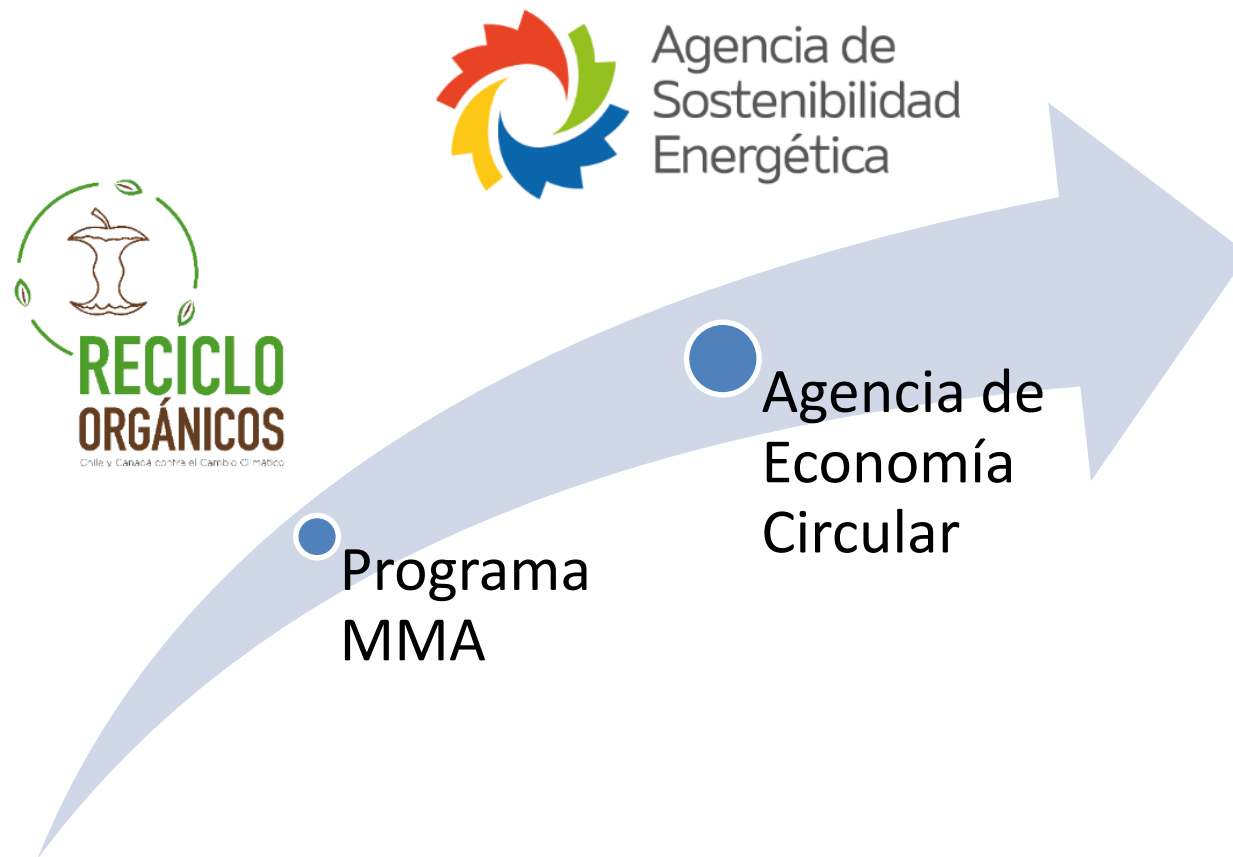 Agencia de
Sostenibilidad
Energética
RECICLO
ORGÁNICOS
Chile y Canadá contra el Cambio Climático
Agencia de
Economía
Circular
Programa
MMA